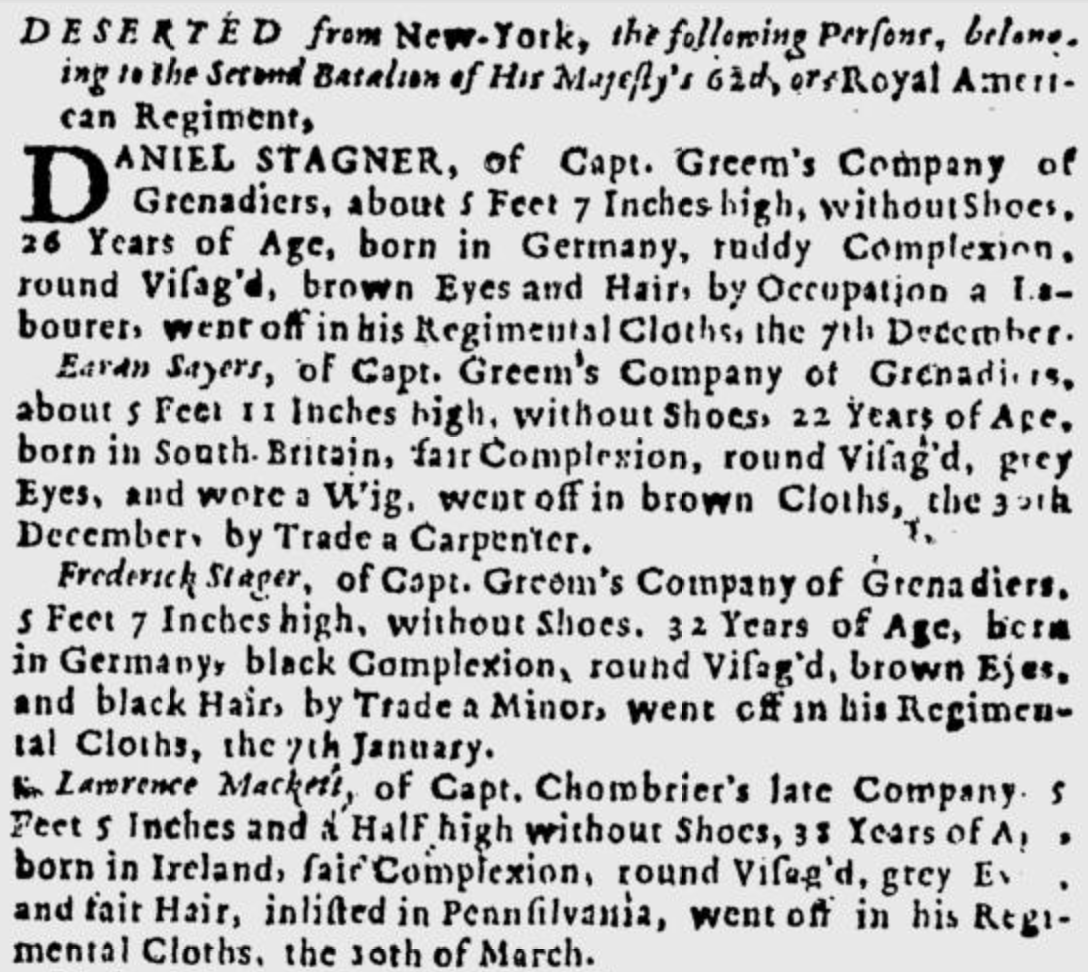 DESERTED from New-York, the following Perſons, belong-
ing to the Second Batalion of His Majeſty's 62d, or Royal Ameri-
can Regiment,
DANIEL STAGNER, of Capt. Greem's Company of
Grenadiers, about 5 Feet 7 Inches high, without Shoes,
26 Years of Age, born in Germany, ruddy Complexion,
round Viſag'd, brown Eyes and Hair, by Occupation a La-
bourer, went off in his Regimental Cloths, the 7th December.
Sayers, of Capt. Greem's Company of Grenadiers,
about 5 Feet 11 Inches high, without Shoes, 22 Years of Age,
born in South-Britain, fair Complexion, round Viſag'd, grey
Eyes, and wore a Wig, went off in brown Cloths, the 30th
December, by Trade a Carpenter.
Frederick Stager, of Capt. Greem's Company of Grenadiers,
5 Feet 7 Inches high, without Shoes, 32 Years of Age, born
in Germany, black Complexion, round Viſag'd, brown Eyes,
and black Hair, by Trade a Minor, went off in his Regimen-
tal Cloths, the 7th January.
Lawrence Mackett, of Capt. Chombrier's late Company. 5
Feet 5 Inches and a Half high without Shoes, 38 Years of
born in Ireland, fair Complexion, round Viſag'd, grey
and fair Hair, inliſted in Pennſilvania, went off in his Regi-
mental Cloths, the 10th of March.